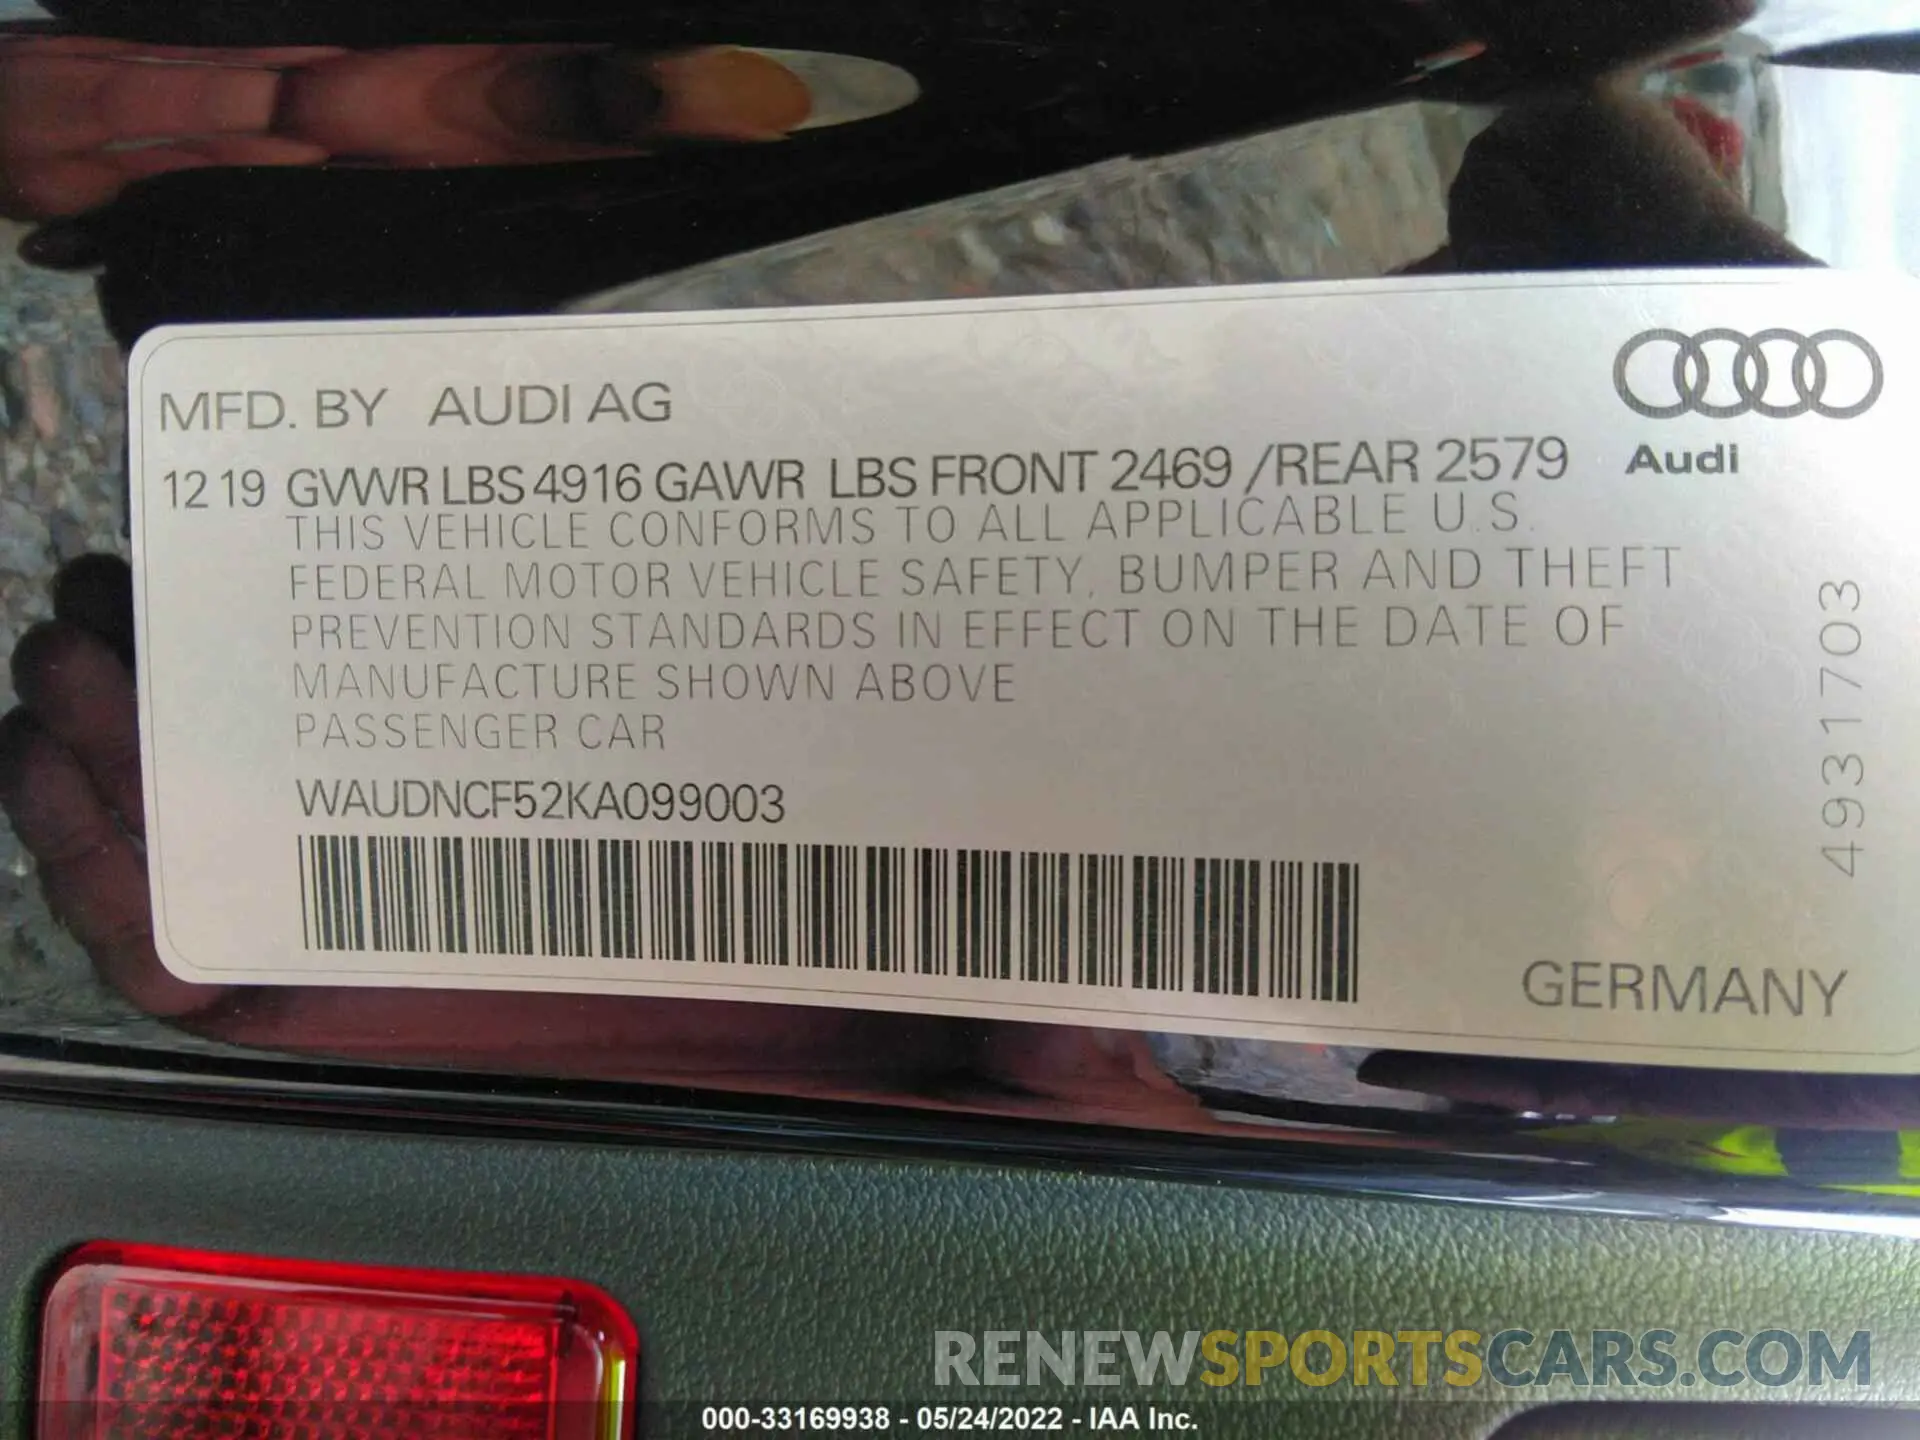 MFD. BY AUDI AG
Audi
12 19 GVWR LBS 4916 GAWR LBS FRONT 2469 /REAR 2579
THIS VEHICLE CONFORMS TO ALL APPLICABLE U.S.
FEDERAL MOTOR VEHICLE SAFETY, BUMPER AND THEFT
PREVENTION STANDARDS IN EFFECT ON THE DATE OF
MANUFACTURE SHOWN ABOVE
PASSENGER CAR
WAUDNCF52KA099003
4931703
GERMANY
RENEWSPORTSCARS.COM
000-33169938 - 05/24/2022 - IAA Inc.